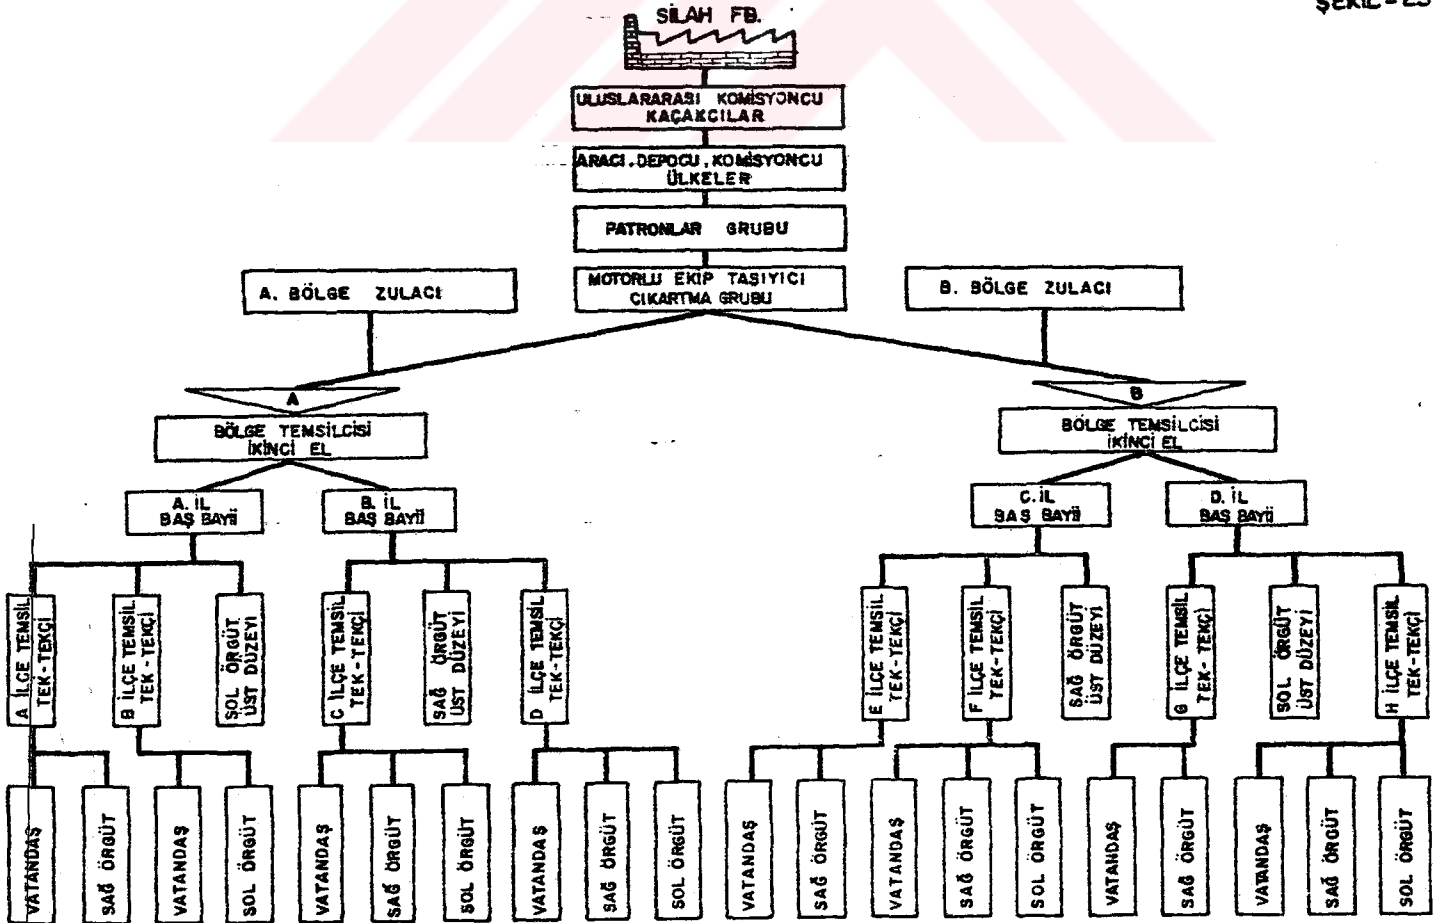 ŞEKİL - 23
SİLAH FB.
ULUSLARARASI KOMİSYONCU
KAÇAKCILAR
ARACI.DEPOCU.KOMİSYONCU
ÜLKELER
PATRONLAR GRUBU
A. BÖLGE ZULACI
MOTORLU EKİP TAŞIYICI
CIKARTMA GRUBU
B. BÖLGE ZULACI
A
BÖLGE TEMSİLCİSİ
İKİNCİ EL
B
BÖLGE TEMSİLCİSİ
İKİNCİ EL
A. İL
BAŞ BAYİİ
B. İL
BAŞ BAYİİ
C. İL
BAŞ BAYİİ
D. İL
BAŞ BAYİİ
A İLÇE TEMSİL
TEK-TEKÇİ
B İLÇE TEMSİL
TEK-TEKÇİ
SOL ÖRGÜT
ÜST DÜZEYİ
C İLÇE TEMSİL
TEK-TEKÇİ
SAĞ ÖRGÜT
ÜST DÜZEYİ
D İLÇE TEMSİL
TEK-TEKÇİ
E İLÇE TEMSİL
TEK-TEKÇİ
F İLÇE TEMSİL
TEK-TEKÇİ
SAĞ ÖRGÜT
ÜST DÜZEYİ
G İLÇE TEMSİL
TEK-TEKÇİ
SOL ÖRGÜT
ÜST DÜZEYİ
H İLÇE TEMSİL
TEK-TEKÇİ
VATANDAŞ
SAĞ ÖRGÜT
VATANDAŞ
SOL ÖRGÜT
VATANDAŞ
SAĞ ÖRGÜT
SOL ÖRGÜT
VATANDAŞ
SAĞ ÖRGÜT
SOL ÖRGÜT
VATANDAŞ
SAĞ ÖRGÜT
VATANDAŞ
SAĞ ÖRGÜT
SOL ÖRGÜT
VATANDAŞ
SAĞ ÖRGÜT
VATANDAŞ
SAĞ ÖRGÜT
SOL ÖRGÜT